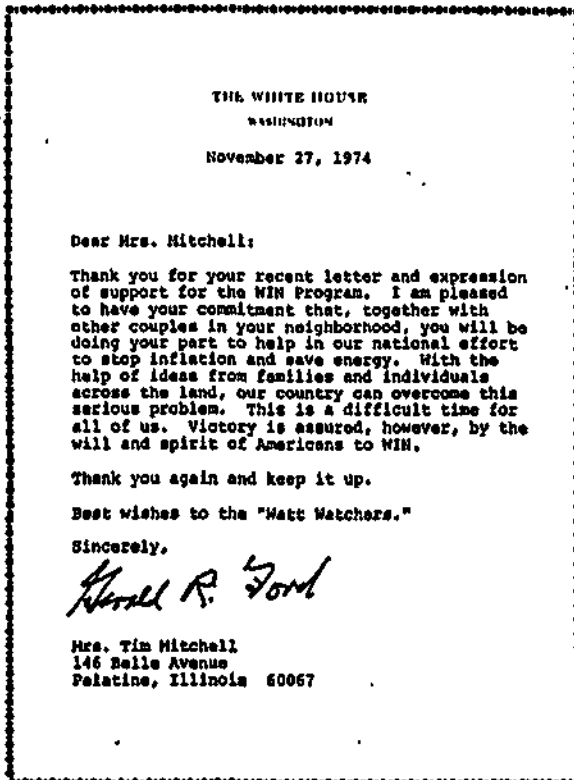 THE WHITE HOUSE
WASHINGTON
November 27, 1974
Dear Mrs. Mitchell:
Thank you for your recent letter and expression
of support for the WIN Program. I am pleased
to have your commitment that, together with
other couples in your neighborhood, you will be
doing your part to help in our national effort
to stop inflation and save energy. With the
help of ideas from families and individuals
across the land, our country can overcome this
serious problem. This is a difficult time for
all of us. Victory is assured, however, by the
will and spirit of Americans to WIN.
Thank you again and keep it up.
Best wishes to the "Watt Watchers."
Sincerely,
Gerald R. Ford
Mrs. Tim Mitchell
146 Belle Avenue
Palatine, Illinois 60067